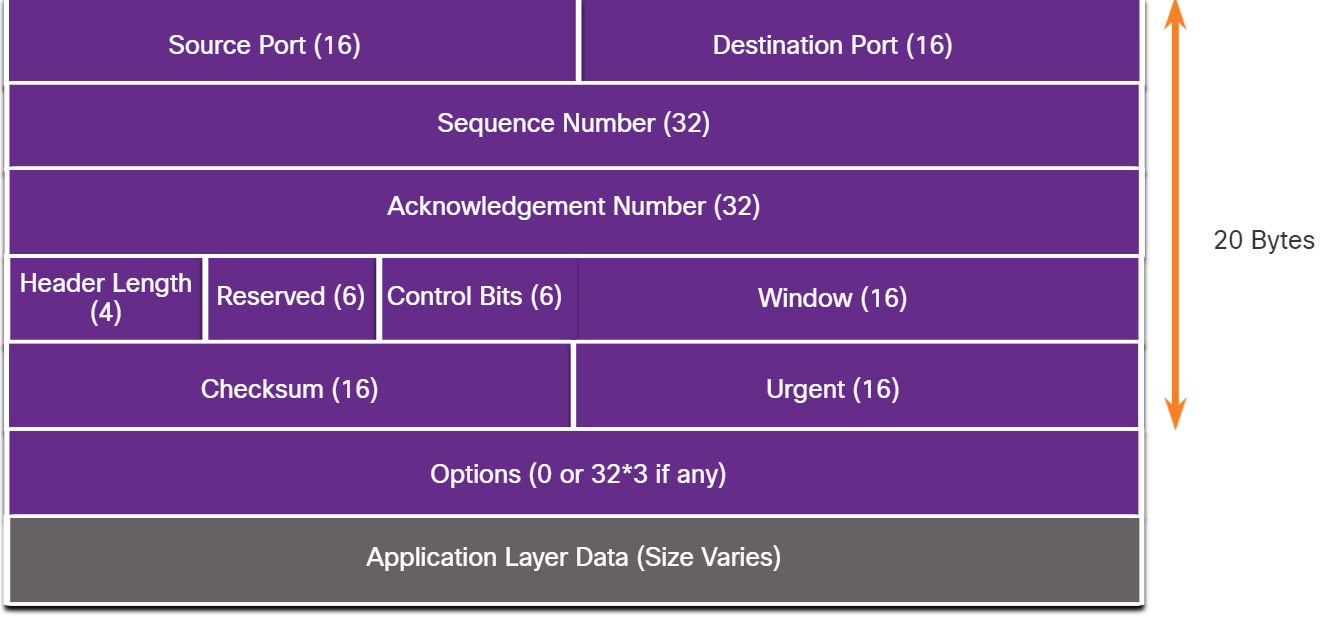 Source Port (16)
Destination Port (16)
Sequence Number (32)
Acknowledgement Number (32)
20 Bytes
Header Length
(4)
Reserved (6)
Control Bits (6)
Window (16)
Checksum (16)
Urgent (16)
Options (0 or 32*3 if any)
Application Layer Data (Size Varies)